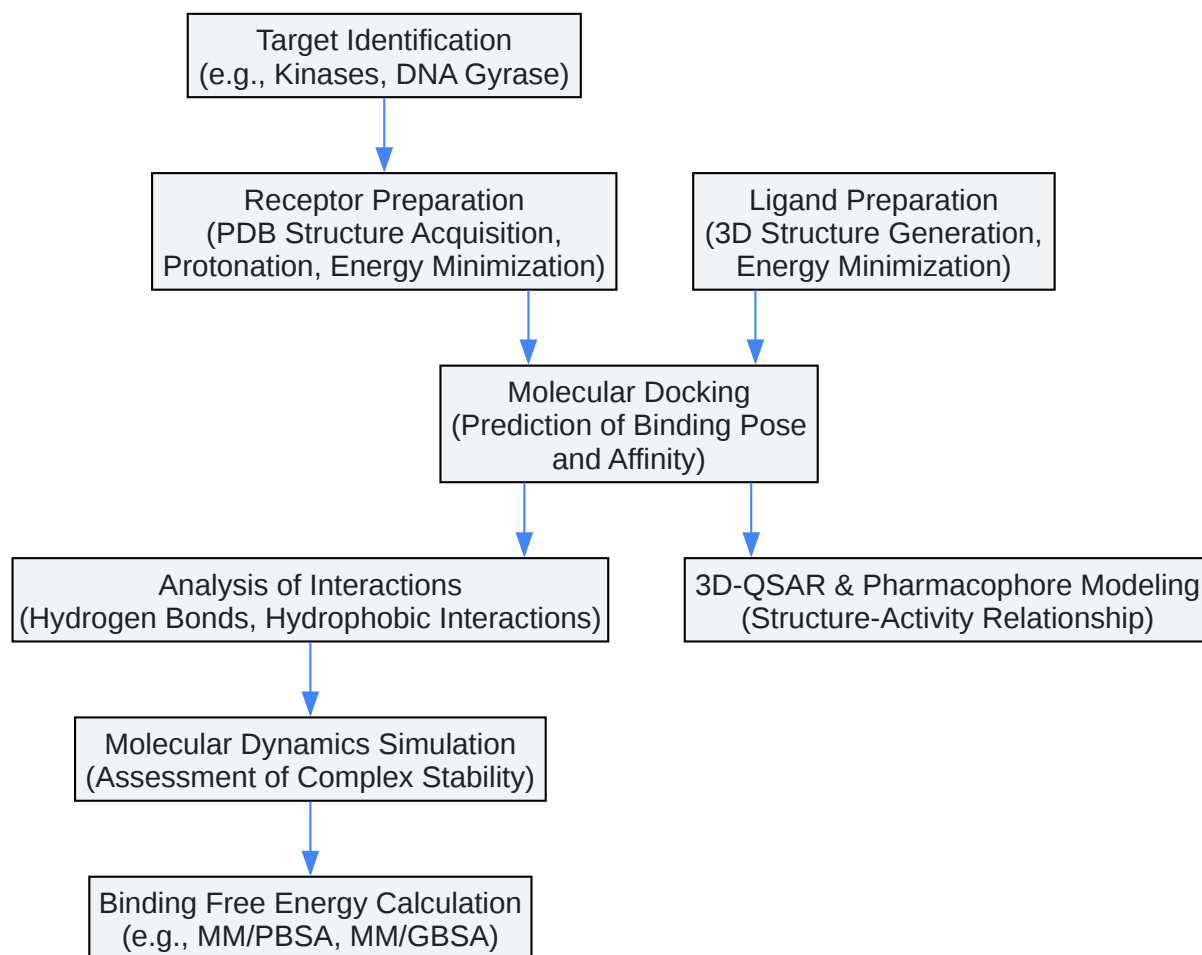 Target Identification
(e.g., Kinases, DNA Gyrase)
Receptor Preparation
(PDB Structure Acquisition,
Protonation, Energy Minimization)
Ligand Preparation
(3D Structure Generation,
Energy Minimization)
Molecular Docking
(Prediction of Binding Pose
and Affinity)
Analysis of Interactions
(Hydrogen Bonds, Hydrophobic Interactions)
3D-QSAR & Pharmacophore Modeling
(Structure-Activity Relationship)
Molecular Dynamics Simulation
(Assessment of Complex Stability)
Binding Free Energy Calculation
(e.g., MM/PBSA, MM/GBSA)